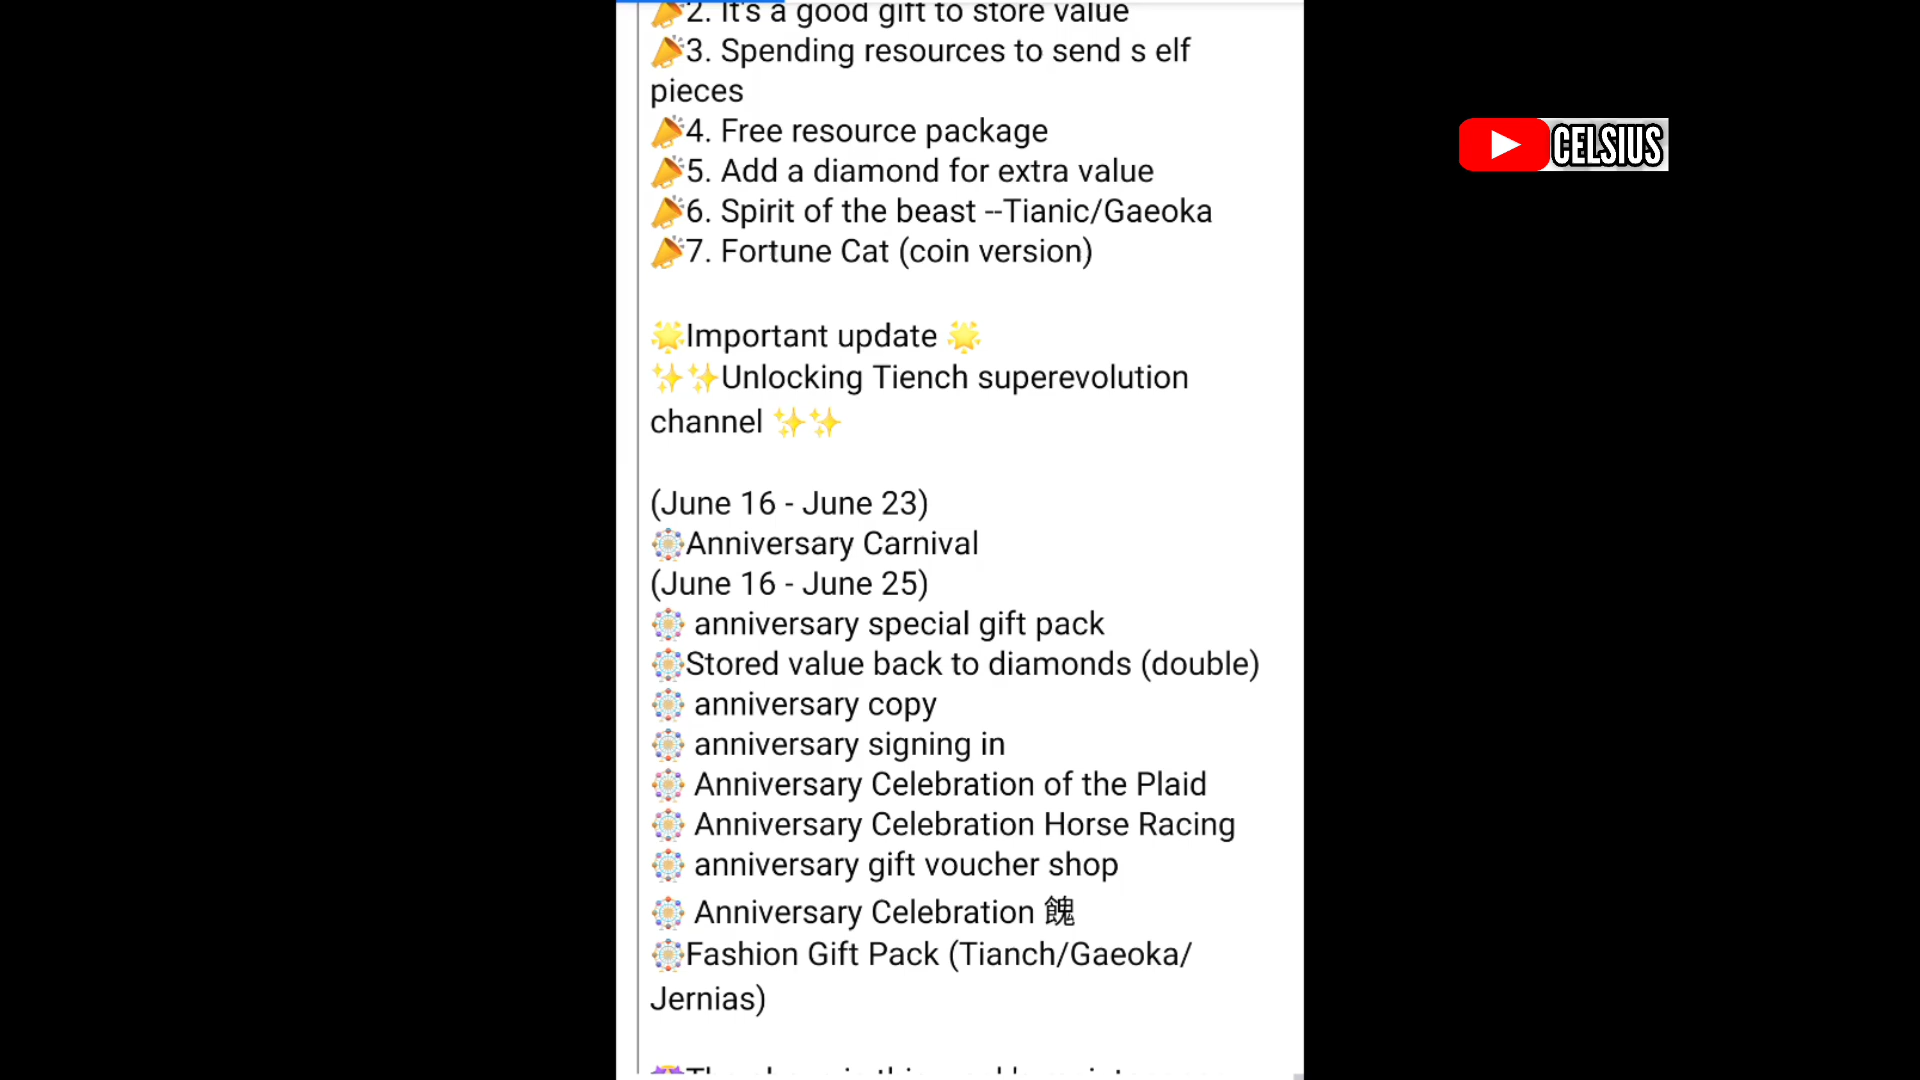 📣2. It's a good gift to store value
📣3. Spending resources to send s elf
pieces
📣4. Free resource package
📣5. Add a diamond for extra value
📣6. Spirit of the beast --Tianic/Gaeoka
📣7. Fortune Cat (coin version)
🌟Important update 🌟
✨✨Unlocking Tiench superevolution
channel ✨✨
(June 16 - June 23)
🎡Anniversary Carnival
(June 16 - June 25)
🎡 anniversary special gift pack
🎡Stored value back to diamonds (double)
🎡 anniversary copy
🎡 anniversary signing in
🎡 Anniversary Celebration of the Plaid
🎡 Anniversary Celebration Horse Racing
🎡 anniversary gift voucher shop
🎡 Anniversary Celebration 餽
🎡Fashion Gift Pack (Tianch/Gaeoka/
Jernias)
CELSIUS